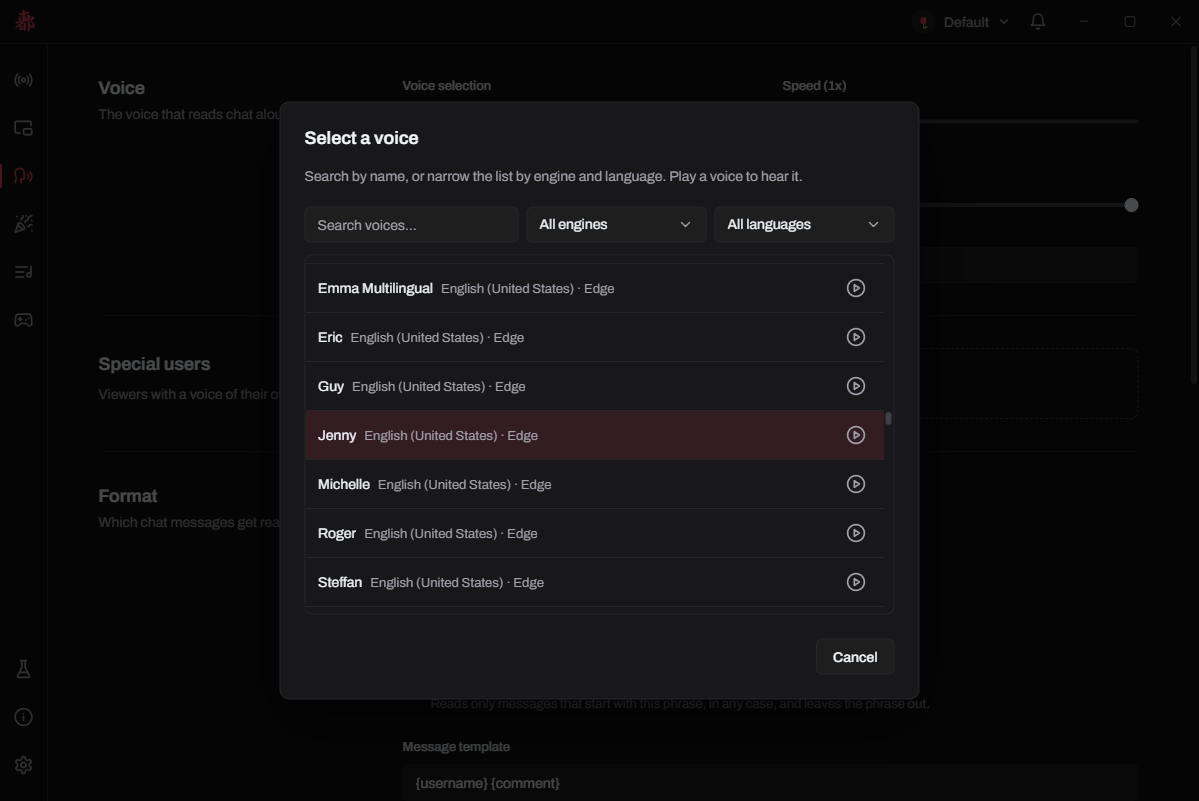 都
Default
Voice
The voice that reads chat alou
Voice selection
Speed (1x)
Select a voice
Search by name, or narrow the list by engine and language. Play a voice to hear it.
Search voices...
All engines
All languages
Emma Multilingual English (United States) · Edge
Eric English (United States) · Edge
Guy English (United States) · Edge
Jenny English (United States) · Edge
Michelle English (United States) · Edge
Roger English (United States) · Edge
Steffan English (United States) · Edge
Cancel
Special users
Viewers with a voice of their o
Format
Which chat messages get rea
Reads only messages that start with this phrase, in any case, and leaves the phrase out.
Message template
{username} {comment}